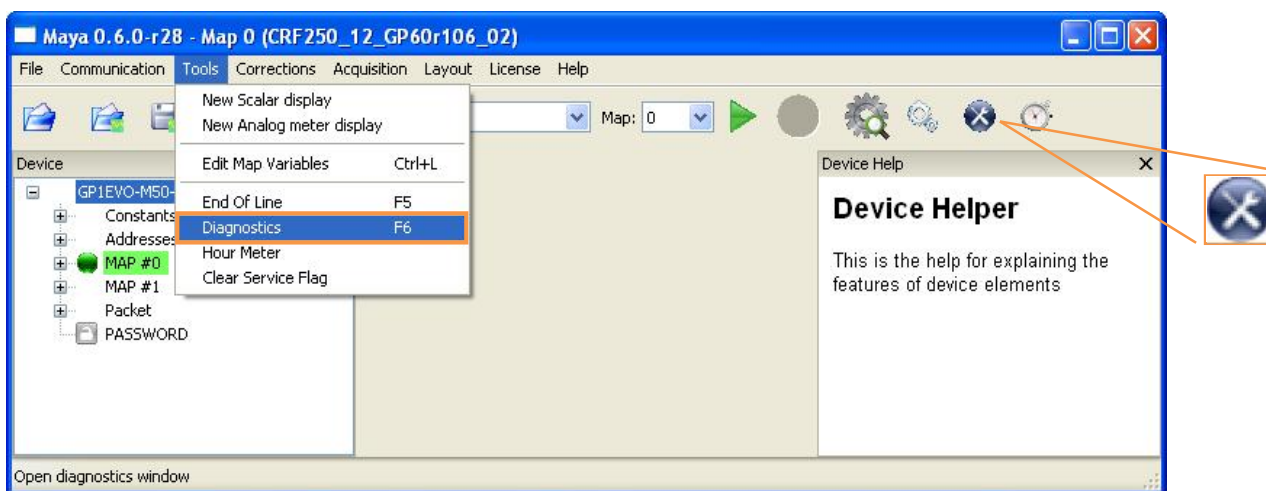 Maya 0.6.0-r28 - Map 0 (CRF250_12_GP60r106_02)
File Communication Tools Corrections Acquisition Layout License Help
New Scalar display
New Analog meter display
Edit Map Variables Ctrl+L
End Of Line F5
Diagnostics F6
Hour Meter
Clear Service Flag
Map: 0
Device
GP1EVO-M50-
Constants
Addresses
MAP #0
MAP #1
Packet
PASSWORD
Device Help
Device Helper
This is the help for explaining the
features of device elements
Open diagnostics window